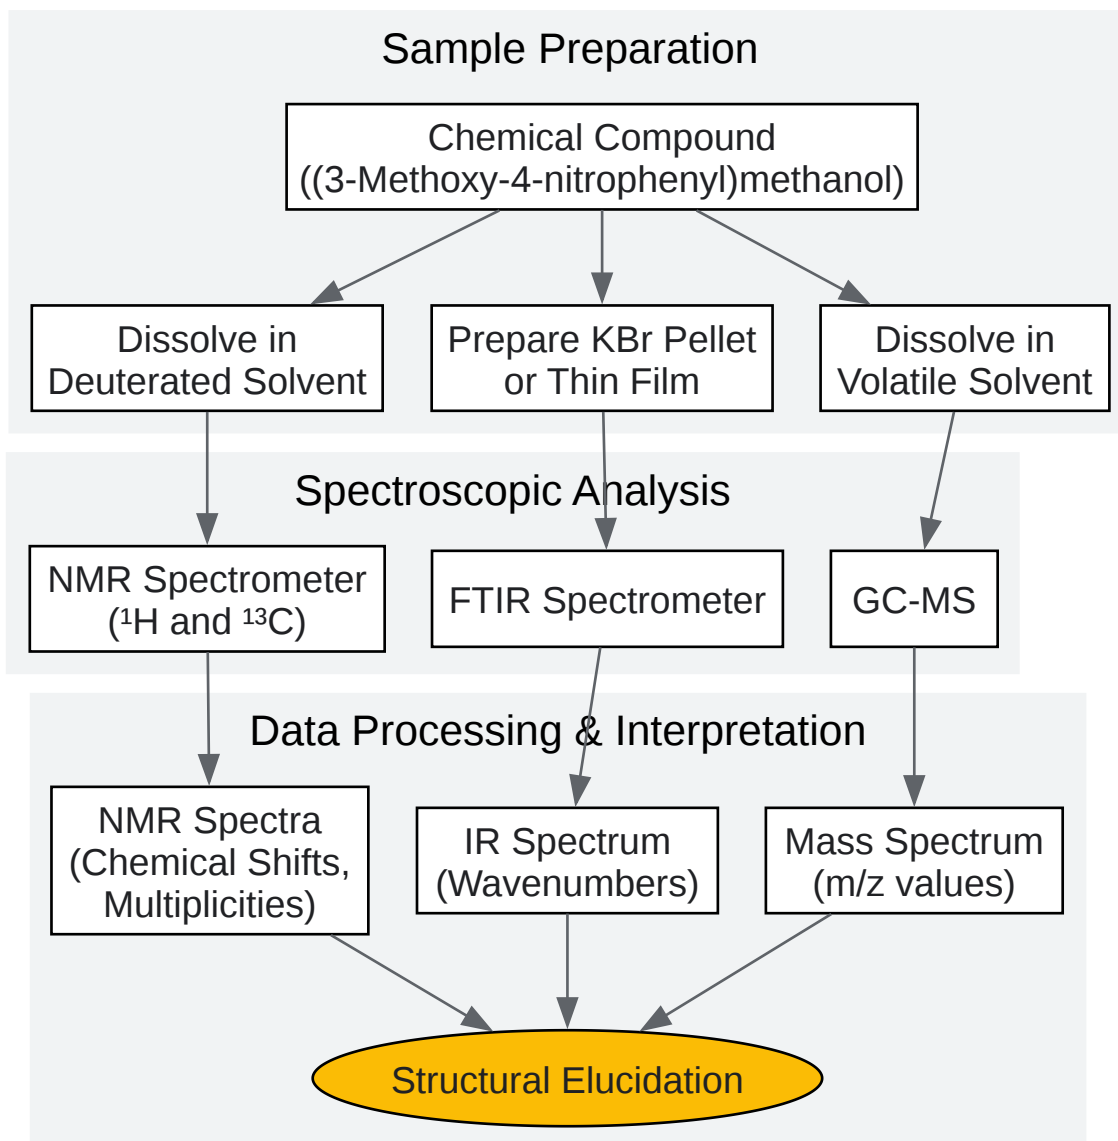 Sample Preparation
Chemical Compound
((3-Methoxy-4-nitrophenyl)methanol)
Dissolve in
Deuterated Solvent
Prepare KBr Pellet
or Thin Film
Dissolve in
Volatile Solvent
Spectroscopic Analysis
NMR Spectrometer
(¹H and ¹³C)
FTIR Spectrometer
GC-MS
Data Processing & Interpretation
NMR Spectra
(Chemical Shifts,
Multiplicities)
IR Spectrum
(Wavenumbers)
Mass Spectrum
(m/z values)
Structural Elucidation